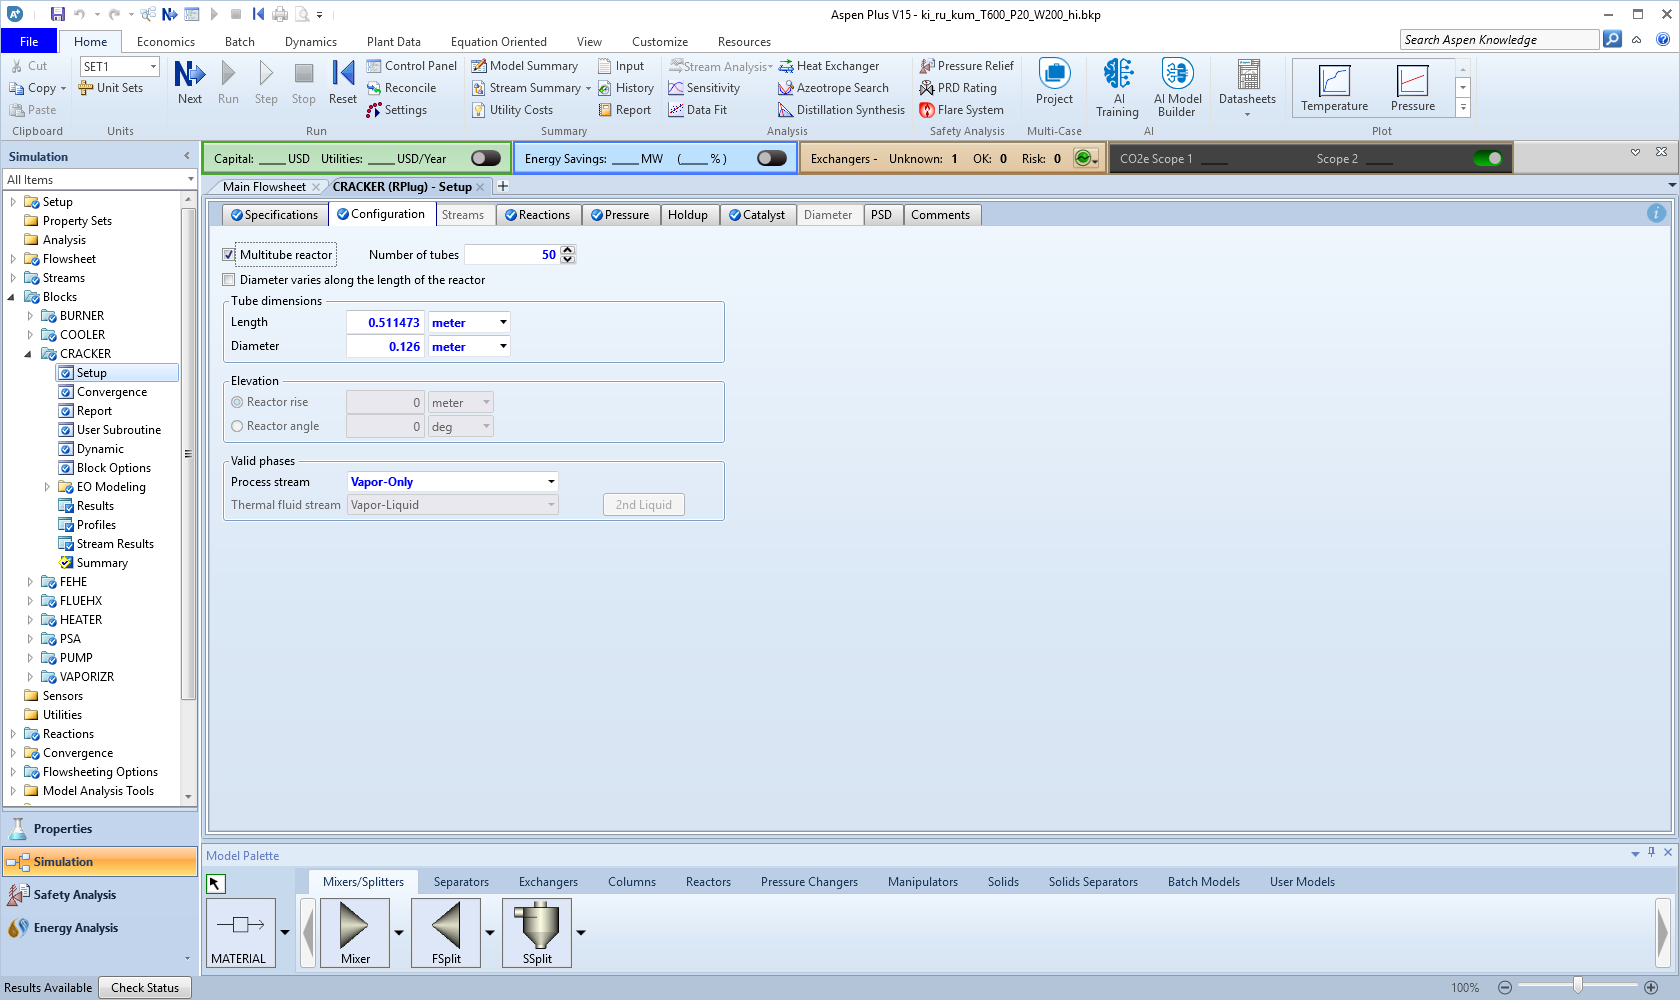 Aspen Plus V15 - ki_ru_kum_T600_P20_W200_hi.bkp
File Home Economics Batch Dynamics Plant Data Equation Oriented View Customize Resources Search Aspen Knowledge
Cut
Copy
Paste
Clipboard
SET1
Unit Sets
Units
Next Run Step Stop Reset
Control Panel
Reconcile
Settings
Run
Model Summary Input
Stream Summary History
Utility Costs Report
Summary
Stream Analysis Heat Exchanger
Sensitivity Azeotrope Search
Data Fit Distillation Synthesis
Analysis
Pressure Relief
PRD Rating
Flare System
Safety Analysis
Project
Multi-Case
AI Training
AI Model Builder
AI
Datasheets
Temperature Pressure
Plot
Capital: ____ USD Utilities: ____ USD/Year
Energy Savings: ____ MW (____ %)
Exchangers - Unknown: 1 OK: 0 Risk: 0
CO2e Scope 1 ____ Scope 2 ____
Simulation
All Items
Setup
Property Sets
Analysis
Flowsheet
Streams
Blocks
BURNER
COOLER
CRACKER
Setup
Convergence
Report
User Subroutine
Dynamic
Block Options
EO Modeling
Results
Profiles
Stream Results
Summary
FEHE
FLUEHX
HEATER
PSA
PUMP
VAPORIZR
Sensors
Utilities
Reactions
Convergence
Flowsheeting Options
Model Analysis Tools
Properties
Simulation
Safety Analysis
Energy Analysis
Main Flowsheet CRACKER (RPlug) - Setup
Specifications Configuration Streams Reactions Pressure Holdup Catalyst Diameter PSD Comments
Multitube reactor Number of tubes 50
Diameter varies along the length of the reactor
Tube dimensions
Length 0.511473 meter
Diameter 0.126 meter
Elevation
Reactor rise 0 meter
Reactor angle 0 deg
Valid phases
Process stream Vapor-Only
Thermal fluid stream Vapor-Liquid 2nd Liquid
Model Palette
Mixers/Splitters Separators Exchangers Columns Reactors Pressure Changers Manipulators Solids Solids Separators Batch Models User Models
MATERIAL Mixer FSplit SSplit
Results Available Check Status 100%